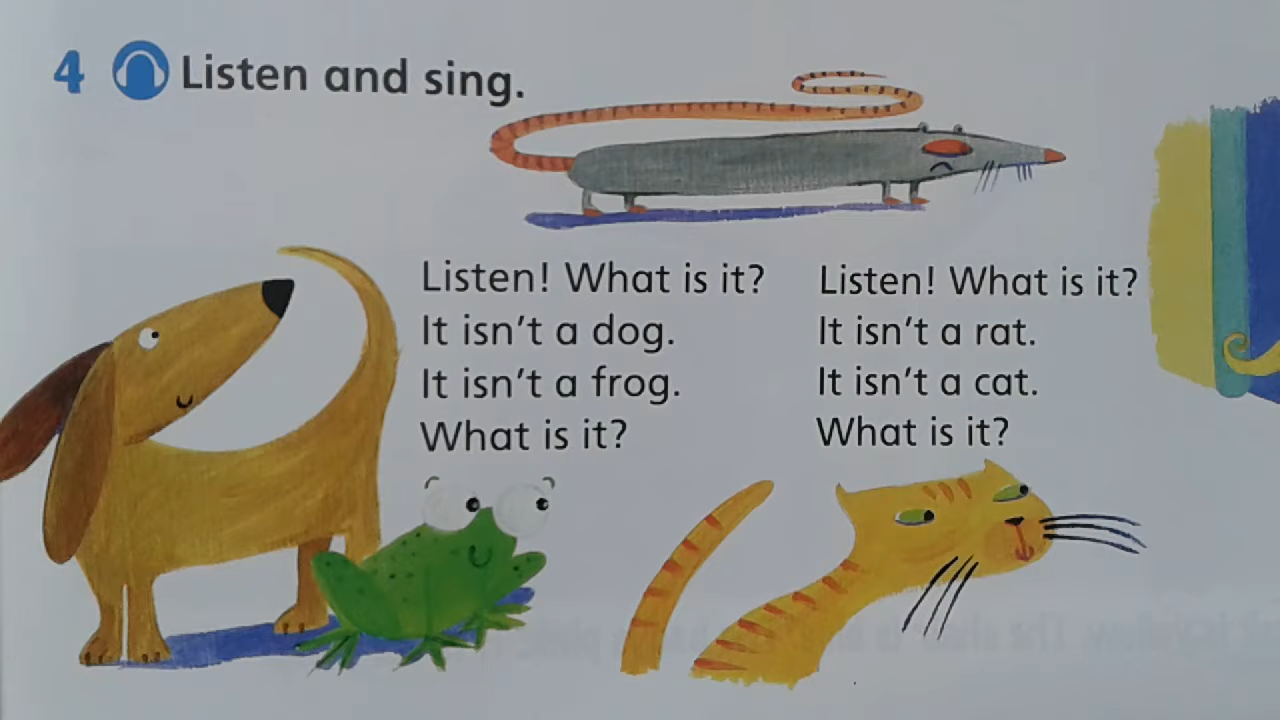 4 Listen and sing.
Listen! What is it?
It isn't a dog.
It isn't a frog.
What is it?
Listen! What is it?
It isn't a rat.
It isn't a cat.
What is it?